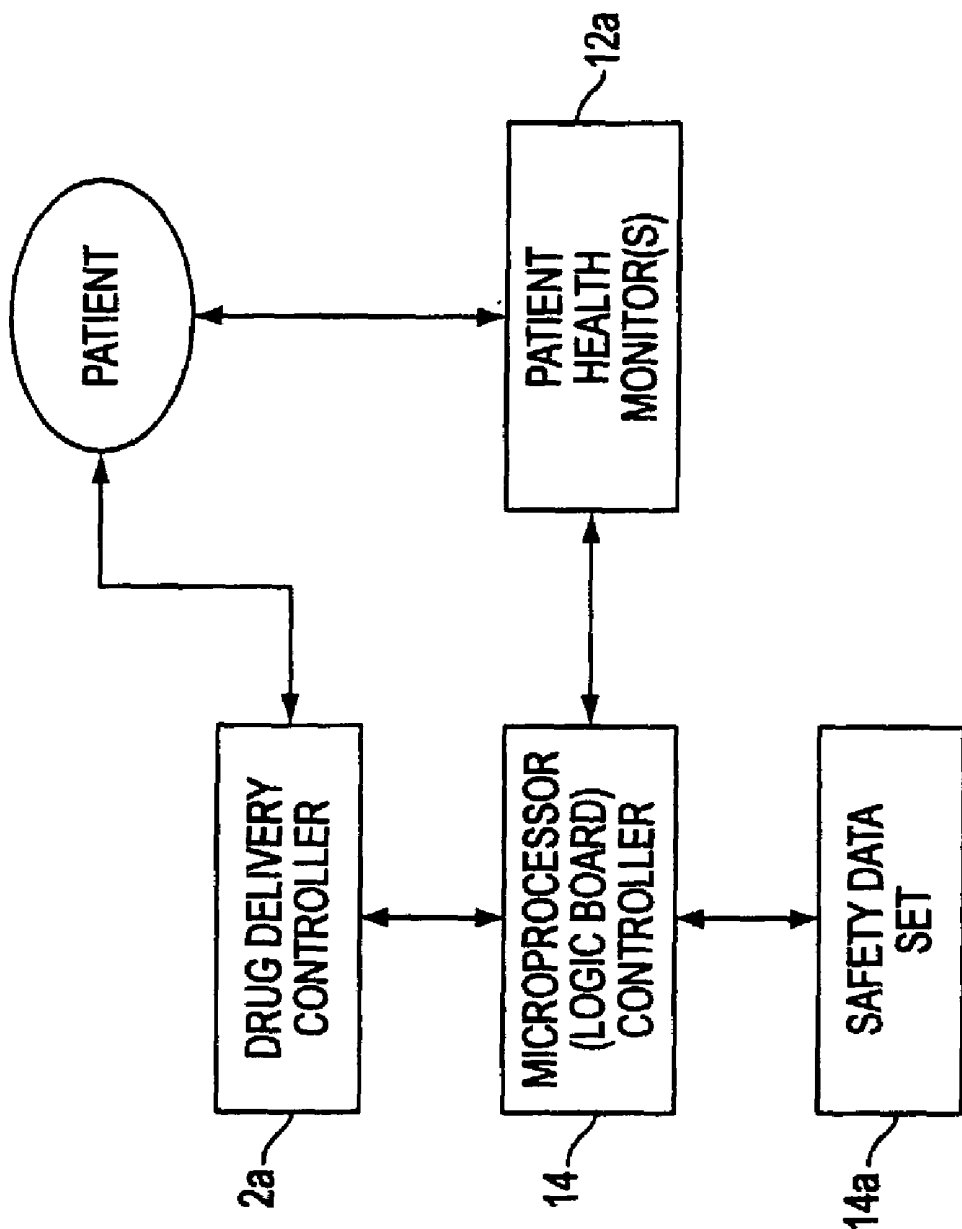 PATIENT
2a
DRUG DELIVERY
CONTROLLER
14
MICROPROCESSOR
(LOGIC BOARD)
CONTROLLER
PATIENT
HEALTH
MONITOR(S)
12a
14a
SAFETY DATA
SET